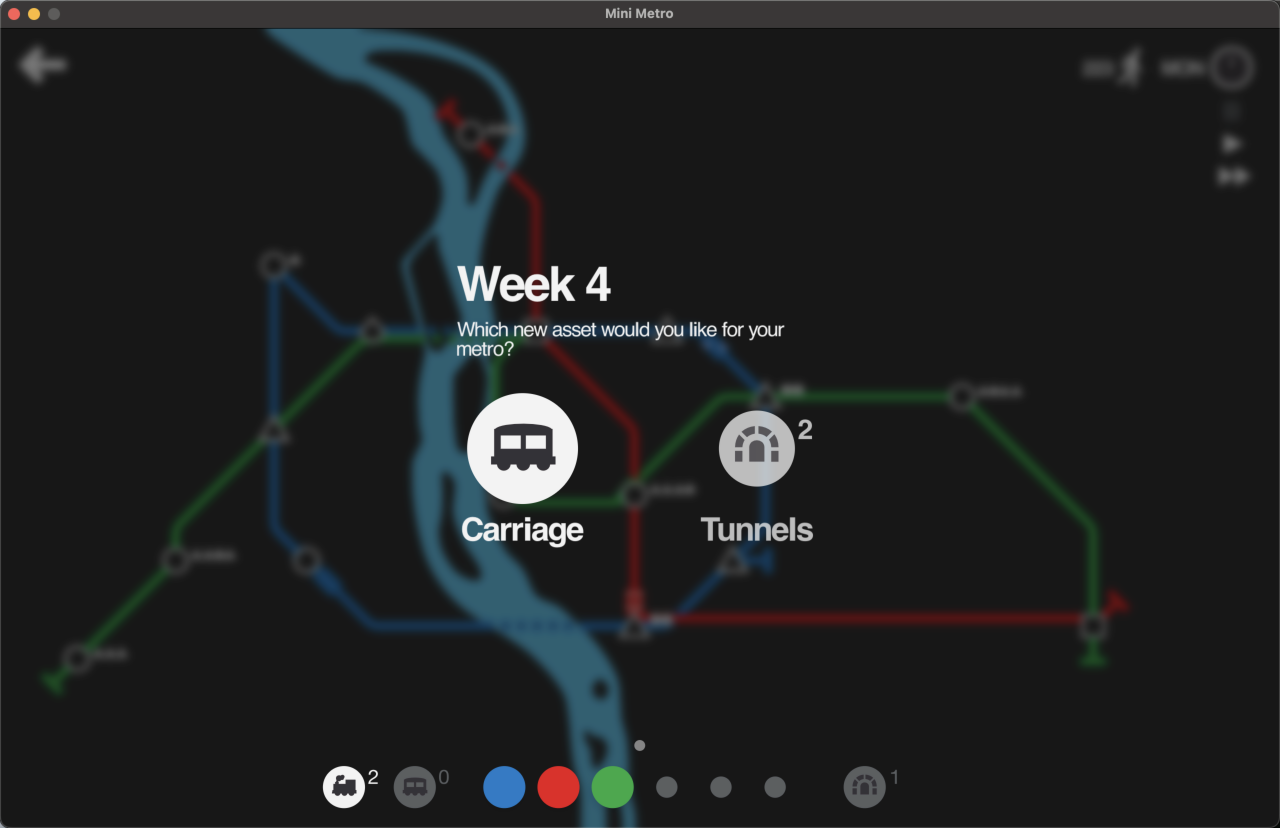 Mini Metro
MON
Week 4
Which new asset would you like for your
metro?
2
Carriage
Tunnels
2
0
1